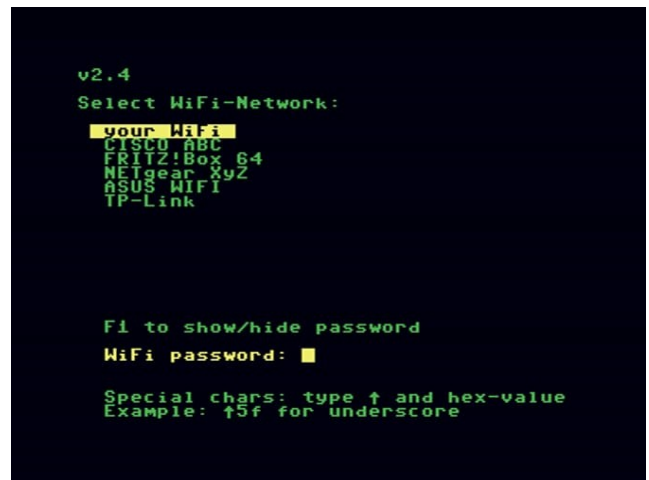 v2.4
Select WiFi-Network:
your WiFi
CISCO ABC
FRITZ!Box 64
NETgear XyZ
ASUS WIFI
TP-Link
F1 to show/hide password
WiFi password:
Special chars: type ↑ and hex-value
Example: ↑5f for underscore